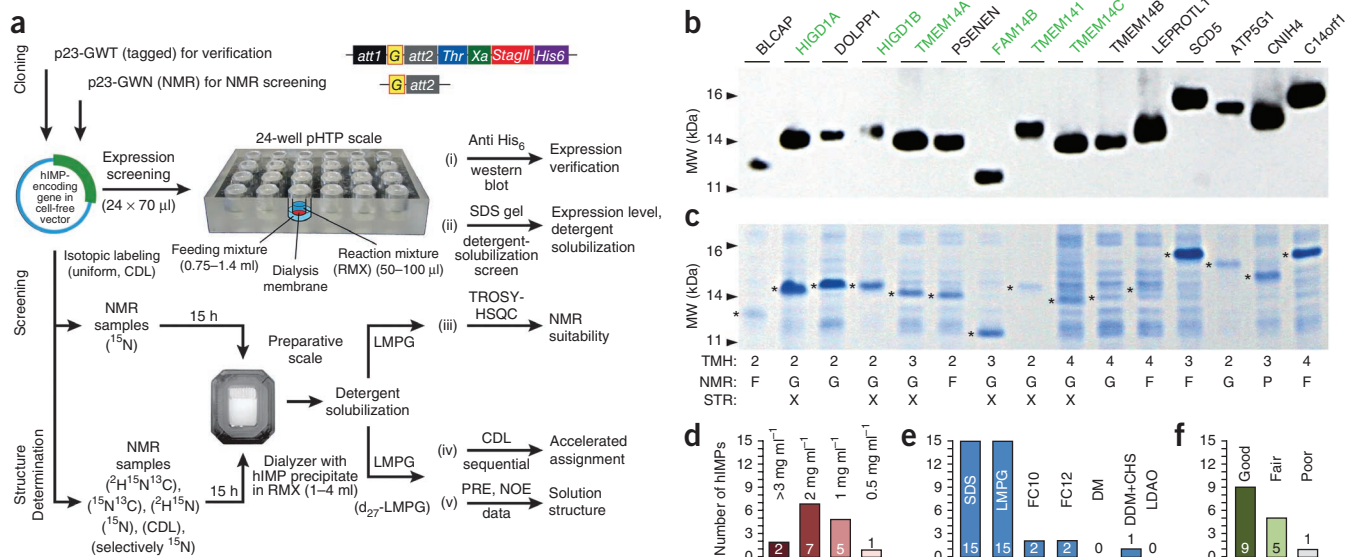 a
Cloning
p23-GWT (tagged) for verification
p23-GWN (NMR) for NMR screening
att1 G att2 Thr Xa StagII His6
G att2
hIMP-
encoding
gene in
cell-free
vector
Expression
screening
(24 × 70 µl)
24-well pHTP scale
Feeding mixture
(0.75–1.4 ml)
Dialysis
membrane
Reaction mixture
(RMX) (50–100 µl)
(i)
Anti His6
western
blot
Expression
verification
(ii)
SDS gel
detergent-
solubilization
screen
Expression level,
detergent
solubilization
Screening
Isotopic labeling
(uniform, CDL)
NMR
samples
(15N)
15 h
Preparative
scale
Detergent
solubilization
LMPG
(iii)
TROSY-
HSQC
NMR
suitability
Structure
Determination
NMR
samples
(2H15N13C),
(15N13C), (2H15N)
(15N), (CDL),
(selectively 15N)
15 h
Dialyzer with
hIMP precipitate
in RMX (1–4 ml)
LMPG
(d27-LMPG)
(iv)
CDL
sequential
Accelerated
assignment
(v)
PRE, NOE
data
Solution
structure
b
BLCAP
HIGD1A
DOLPP1
HIGD1B
TMEM14A
PSENEN
FAM14B
TMEM141
TMEM14C
TMEM14B
LEPROTL1
SCD5
ATP5G1
CNIH4
C14orf1
MW (kDa)
16
14
11
c
MW (kDa)
16
14
11
* * * * * * * * * * * * * * *
TMH: 2 2 2 2 3 2 3 2 4 4 4 3 2 3 4
NMR: F G G G G F G G G G F F G P F
STR: X X X X X X
d
Number of hIMPs
15
12
9
6
3
0
>3 mg ml−1
2 mg ml−1
1 mg ml−1
0.5 mg ml−1
2 7 5 1
e
15
12
9
6
3
0
SDS
LMPG
FC10
FC12
DM
DDM+CHS
LDAO
15 15 2 2 0 1 0
f
15
12
9
6
3
0
Good
Fair
Poor
9 5 1